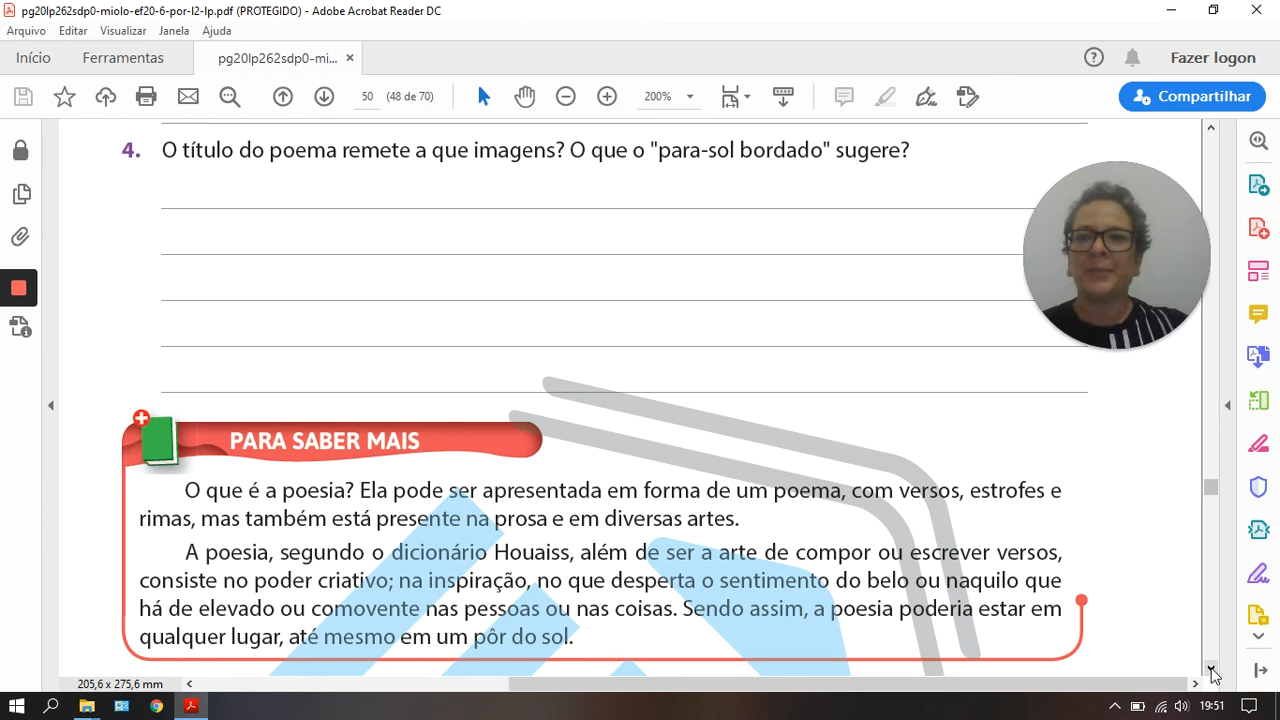 pg20lp262sdp0-miolo-ef20-6-por-l2-lp.pdf (PROTEGIDO) - Adobe Acrobat Reader DC
Arquivo Editar Visualizar Janela Ajuda
Início Ferramentas pg20lp262sdp0-mi... Fazer logon
50 (48 de 70) 200% Compartilhar
4. O título do poema remete a que imagens? O que o "para-sol bordado" sugere?
PARA SABER MAIS
O que é a poesia? Ela pode ser apresentada em forma de um poema, com versos, estrofes e
rimas, mas também está presente na prosa e em diversas artes.
A poesia, segundo o dicionário Houaiss, além de ser a arte de compor ou escrever versos,
consiste no poder criativo; na inspiração, no que desperta o sentimento do belo ou naquilo que
há de elevado ou comovente nas pessoas ou nas coisas. Sendo assim, a poesia poderia estar em
qualquer lugar, até mesmo em um pôr do sol.
205,6 x 275,6 mm
19:51